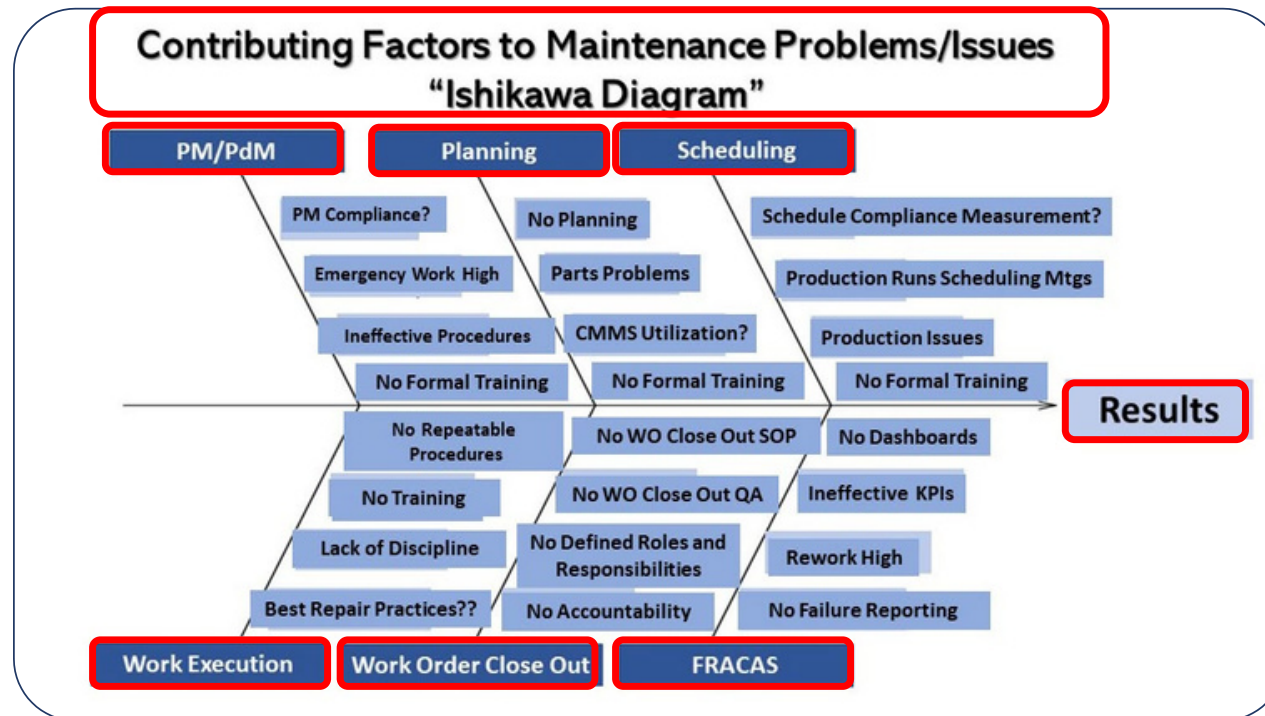 Contributing Factors to Maintenance Problems/Issues
“Ishikawa Diagram”
PM/PdM
Planning
Scheduling
PM Compliance?
Emergency Work High
Ineffective Procedures
No Formal Training
No Planning
Parts Problems
CMMS Utilization?
No Formal Training
Schedule Compliance Measurement?
Production Runs Scheduling Mtgs
Production Issues
No Formal Training
Results
No Repeatable
Procedures
No Training
Lack of Discipline
Best Repair Practices??
No WO Close Out SOP
No WO Close Out QA
No Defined Roles and
Responsibilities
No Accountability
No Dashboards
Ineffective KPIs
Rework High
No Failure Reporting
Work Execution
Work Order Close Out
FRACAS